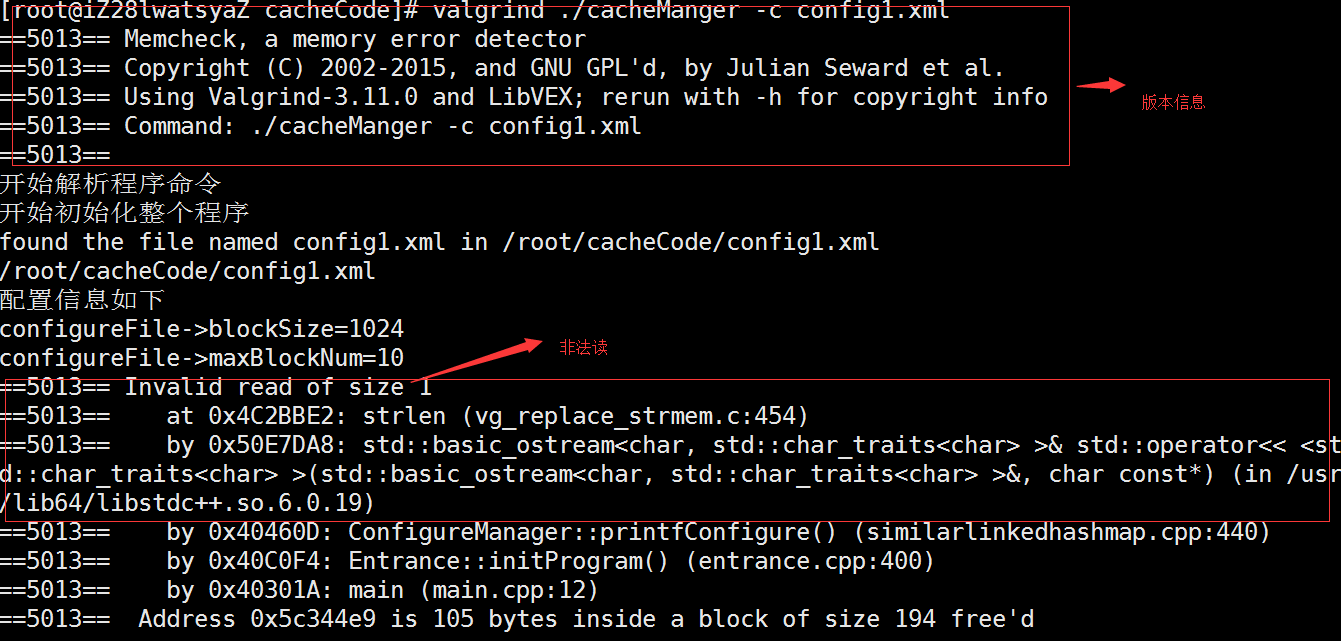 [root@iZ28lwatsyaZ cacheCode]# valgrind ./cacheManger -c config1.xml
==5013== Memcheck, a memory error detector
==5013== Copyright (C) 2002-2015, and GNU GPL'd, by Julian Seward et al.
==5013== Using Valgrind-3.11.0 and LibVEX; rerun with -h for copyright info
版本信息
==5013== Command: ./cacheManger -c config1.xml
==5013==
开始解析程序命令
开始初始化整个程序
found the file named config1.xml in /root/cacheCode/config1.xml
/root/cacheCode/config1.xml
配置信息如下
configureFile->blockSize=1024
非法读
configureFile->maxBlockNum=10
==5013== Invalid read of size 1
==5013==    at 0x4C2BBE2: strlen (vg_replace_strmem.c:454)
==5013==    by 0x50E7DA8: std::basic_ostream<char, std::char_traits<char> >& std::operator<< <st
d::char_traits<char> >(std::basic_ostream<char, std::char_traits<char> >&, char const*) (in /usr
/lib64/libstdc++.so.6.0.19)
==5013==    by 0x40460D: ConfigureManager::printfConfigure() (similarlinkedhashmap.cpp:440)
==5013==    by 0x40C0F4: Entrance::initProgram() (entrance.cpp:400)
==5013==    by 0x40301A: main (main.cpp:12)
==5013==  Address 0x5c344e9 is 105 bytes inside a block of size 194 free'd